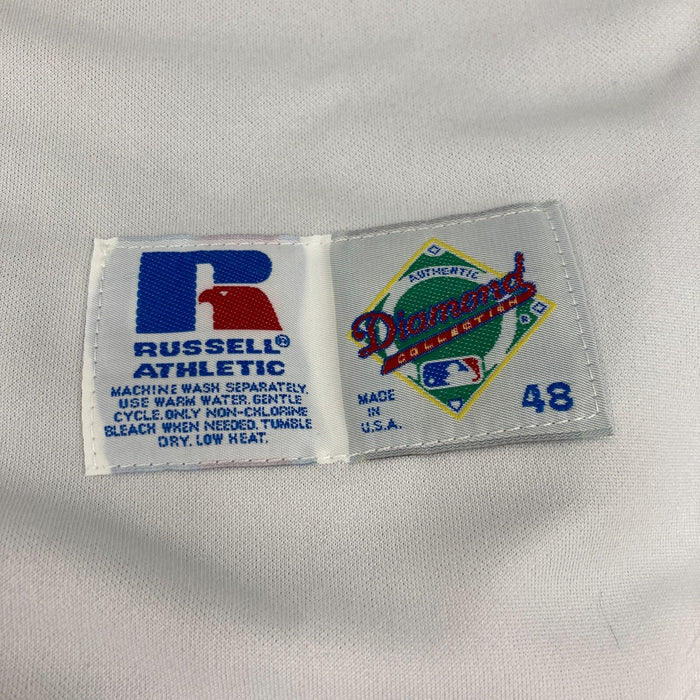 R
RUSSELL®
ATHLETIC
MACHINE WASH SEPARATELY.
USE WARM WATER. GENTLE
CYCLE. ONLY NON-CHLORINE
BLEACH WHEN NEEDED. TUMBLE
DRY. LOW HEAT.
AUTHENTIC
Diamond
COLLECTION ®
MADE
IN
U.S.A.
48